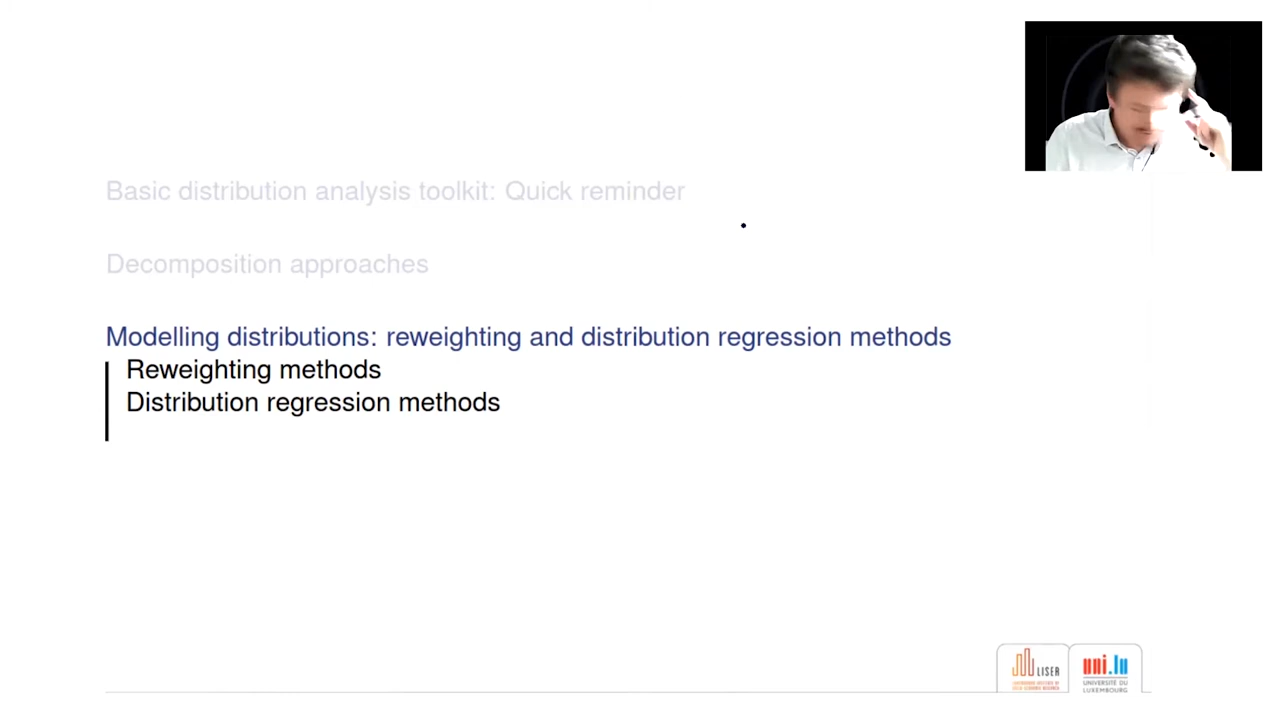 Basic distribution analysis toolkit: Quick reminder
Decomposition approaches
Modelling distributions: reweighting and distribution regression methods
Reweighting methods
Distribution regression methods
LISER
uni.lu
UNIVERSITÉ DU
LUXEMBOURG